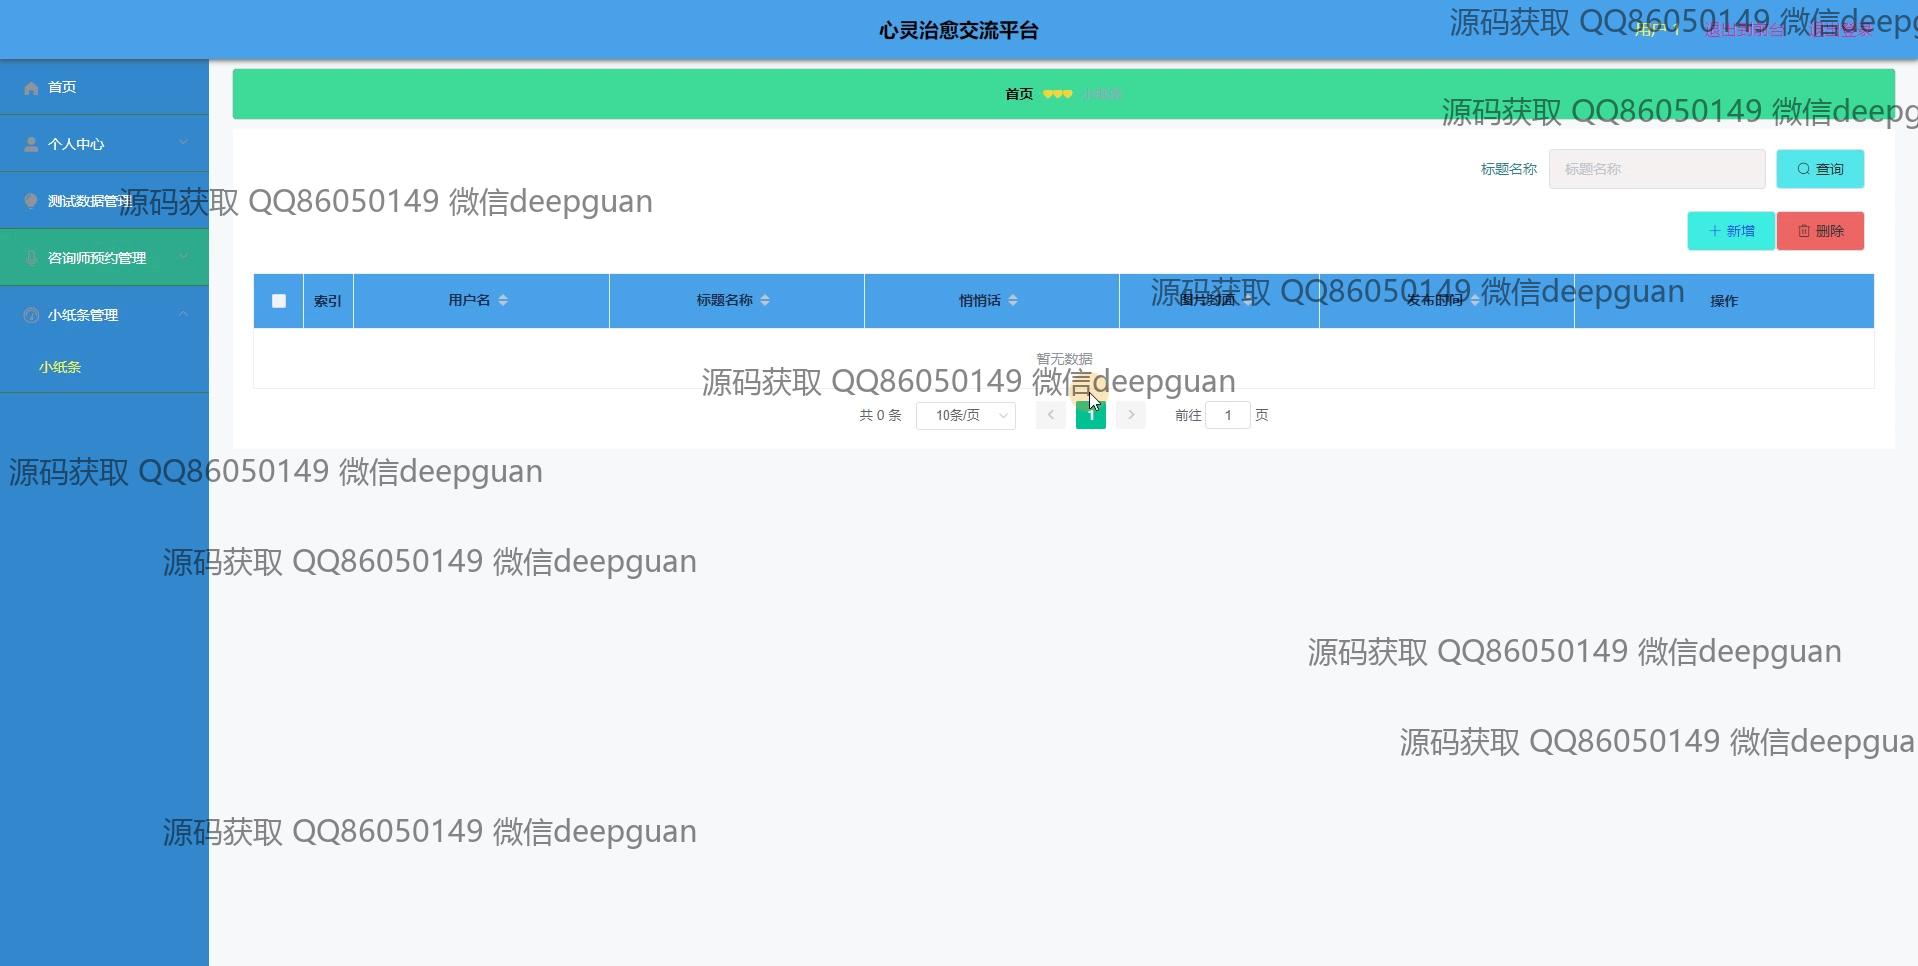 心灵治愈交流平台
用户 1 退出到前台 退出登录
源码获取 QQ86050149 微信deepg
首页
首页 小纸条
源码获取 QQ86050149 微信deepg
个人中心
标题名称 标题名称 查询
测试数据管理
源码获取 QQ86050149 微信deepguan
新增 删除
咨询师预约管理
索引 用户名 标题名称 悄悄话 图片封面 发布时间 操作
源码获取 QQ86050149 微信deepguan
小纸条管理
暂无数据
小纸条
源码获取 QQ86050149 微信deepguan
共 0 条 10条/页 1 前往 1 页
源码获取 QQ86050149 微信deepguan
源码获取 QQ86050149 微信deepguan
源码获取 QQ86050149 微信deepguan
源码获取 QQ86050149 微信deepgua
源码获取 QQ86050149 微信deepguan